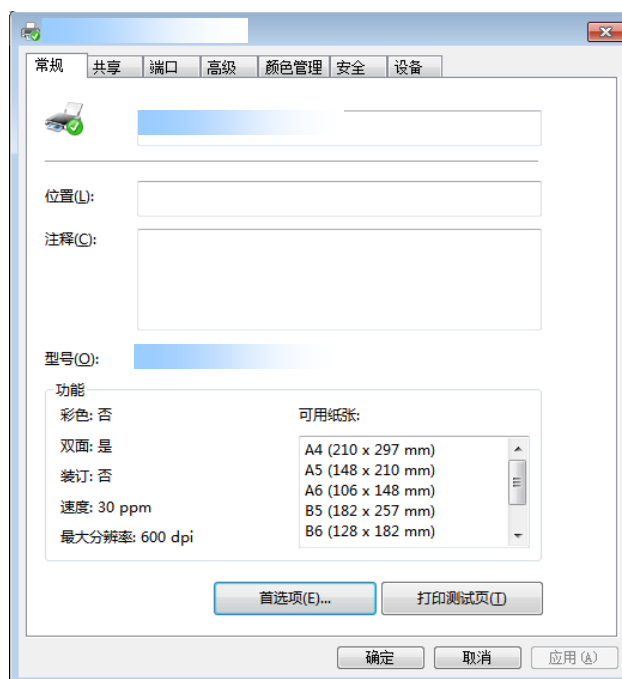 常规 共享 端口 高级 颜色管理 安全 设备
位置(L):
注释(C):
型号(O):
功能
彩色: 否 可用纸张:
双面: 是 A4 (210 x 297 mm)
装订: 否 A5 (148 x 210 mm)
速度: 30 ppm A6 (106 x 148 mm)
最大分辨率: 600 dpi B5 (182 x 257 mm)
B6 (128 x 182 mm)
首选项(E)... 打印测试页(T)
确定 取消 应用(A)